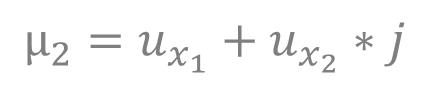 μ₂ = u_{x₁} + u_{x₂} * j